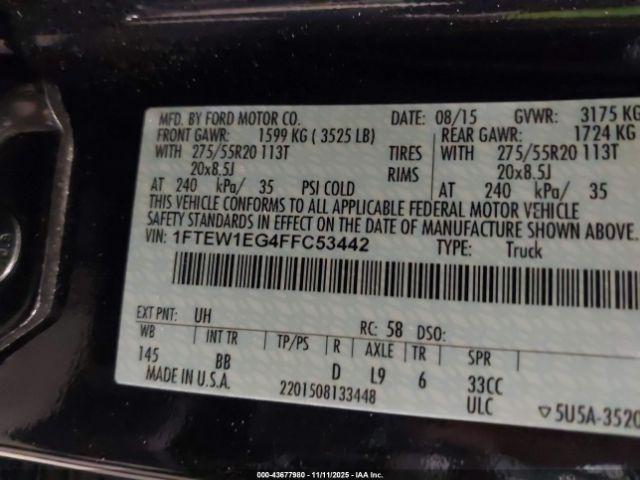 MFD. BY FORD MOTOR CO. DATE: 08/15 GVWR: 3175 KG
FRONT GAWR: 1599 KG ( 3525 LB) REAR GAWR: 1724 KG
WITH 275/55R20 113T TIRES WITH 275/55R20 113T
20x8.5J RIMS 20x8.5J
AT 240 kPa/ 35 PSI COLD AT 240 kPa/ 35
THIS VEHICLE CONFORMS TO ALL APPLICABLE FEDERAL MOTOR VEHICLE
SAFETY STANDARDS IN EFFECT ON THE DATE OF MANUFACTURE SHOWN ABOVE.
VIN: 1FTEW1EG4FFC53442 TYPE: Truck
EXT PNT: UH RC: 58 DSO:
WB INT TR TP/PS R AXLE TR SPR
145 BB D L9 6 33CC
MADE IN U.S.A. 2201508133448 ULC ▽5U5A-3520
Stock: 43677980 - 11/11/2025 - © IAA Inc.